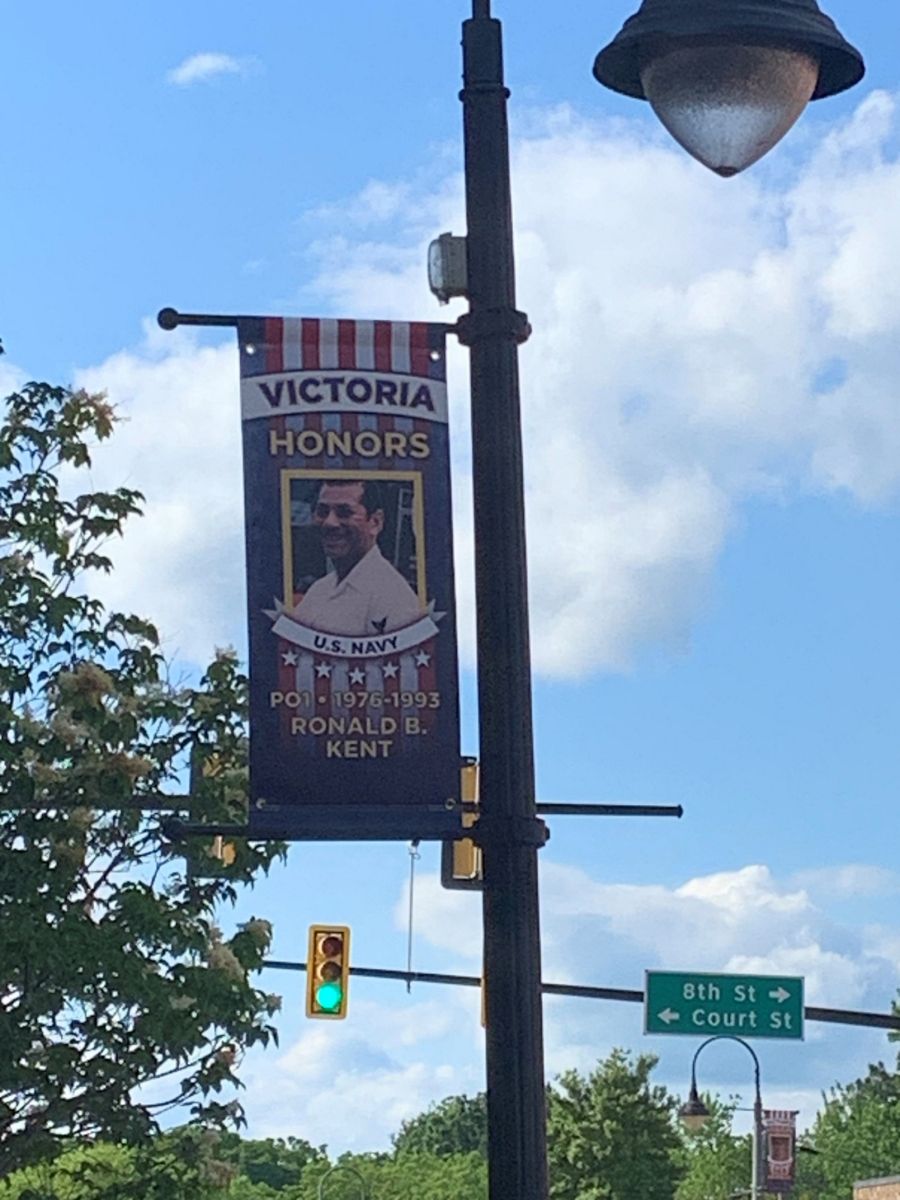 VICTORIA
HONORS
U.S. NAVY
PO1 • 1976-1993
RONALD B.
KENT
8th St →
← Court St